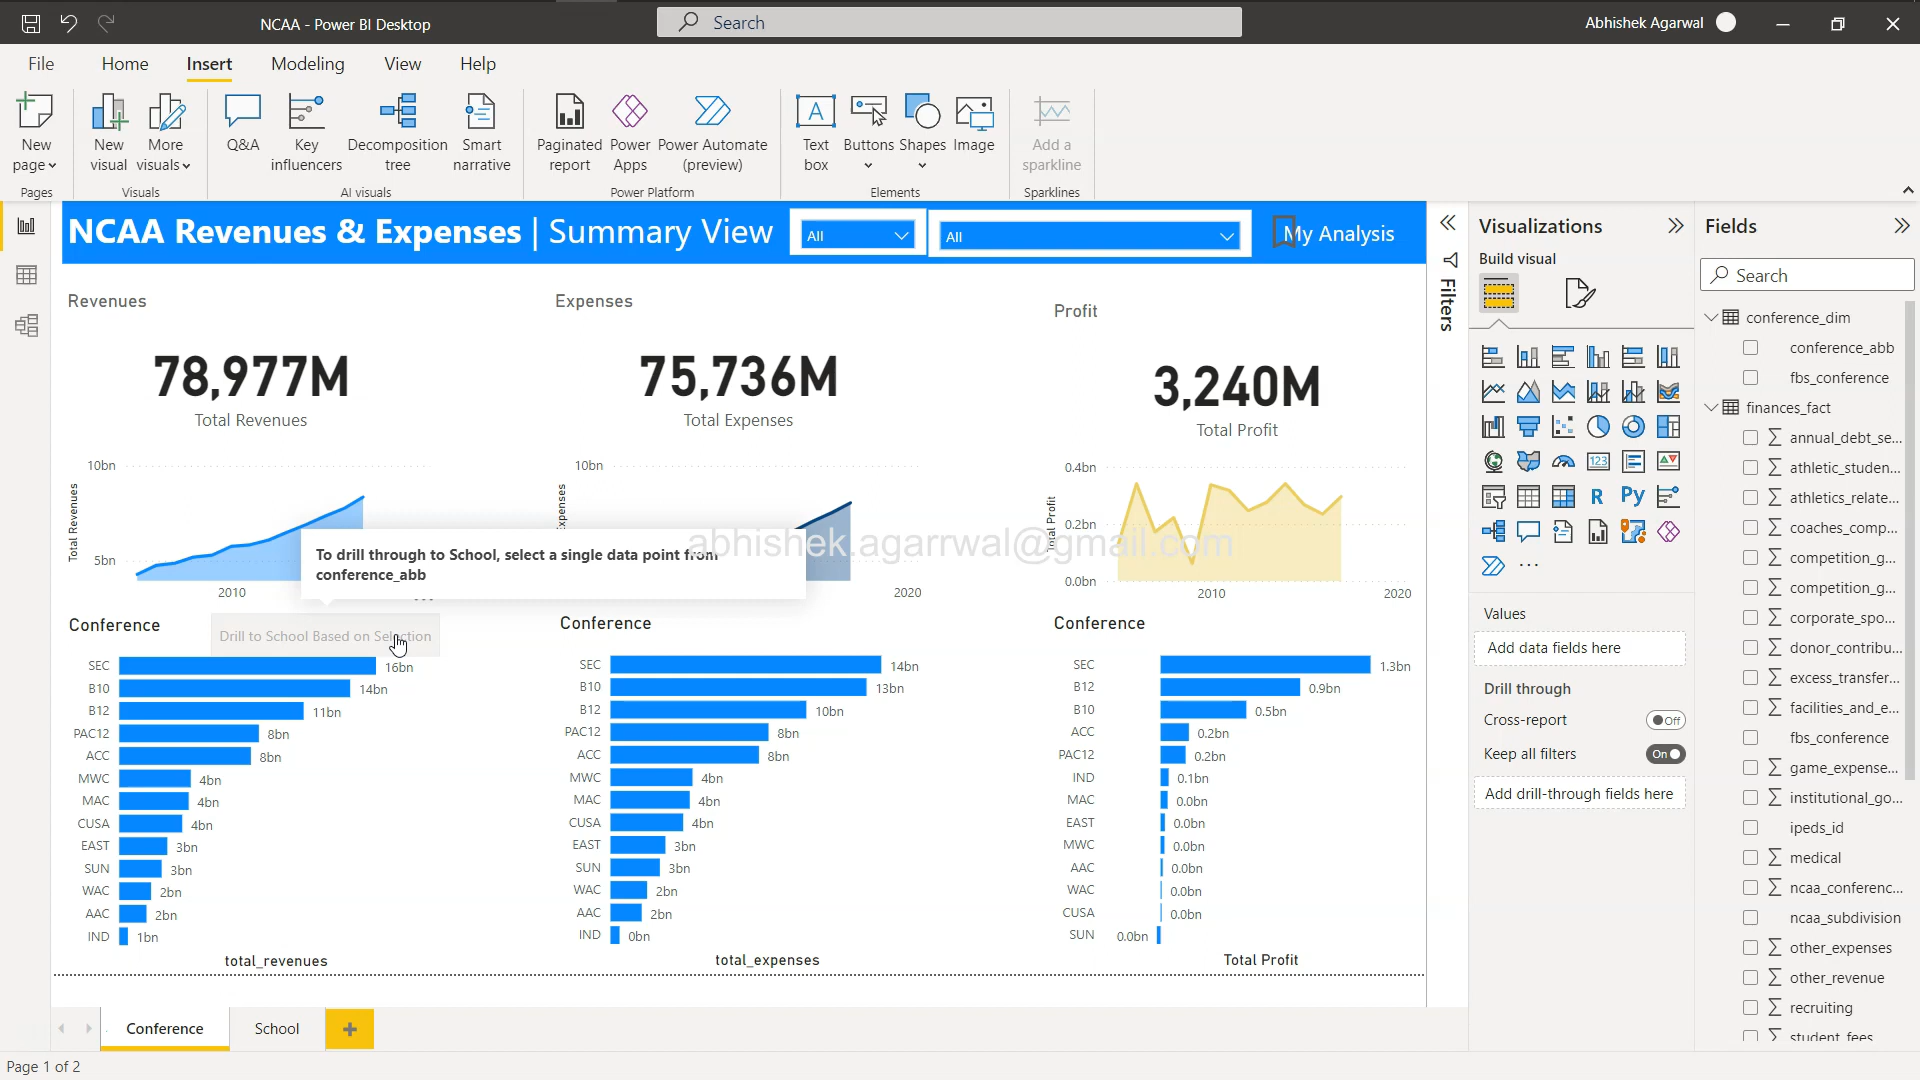 NCAA - Power BI Desktop
Search
Abhishek Agarwal
File
Home
Insert
Modeling
View
Help
New page
Pages
New visual
More visuals
Visuals
Q&A
Key influencers
Decomposition tree
Smart narrative
AI visuals
Paginated report
Power Apps
Power Automate (preview)
Power Platform
Text box
Buttons
Shapes
Image
Elements
Add a sparkline
Sparklines
NCAA Revenues & Expenses | Summary View
All
All
My Analysis
Revenues
78,977M
Total Revenues
10bn
5bn
Total Revenues
2010
Expenses
75,736M
Total Expenses
10bn
2020
Profit
3,240M
Total Profit
0.4bn
0.2bn
0.0bn
Total Profit
2010
2020
To drill through to School, select a single data point from
conference_abb
abhishek.agarrwal@gmail.com
Drill to School Based on Selection
Conference
SEC 16bn
B10 14bn
B12 11bn
PAC12 8bn
ACC 8bn
MWC 4bn
MAC 4bn
CUSA 4bn
EAST 3bn
SUN 3bn
WAC 2bn
AAC 2bn
IND 1bn
total_revenues
Conference
SEC 14bn
B10 13bn
B12 10bn
PAC12 8bn
ACC 8bn
MWC 4bn
MAC 4bn
CUSA 4bn
EAST 3bn
SUN 3bn
WAC 2bn
AAC 2bn
IND 0bn
total_expenses
Conference
SEC 1.3bn
B12 0.9bn
B10 0.5bn
ACC 0.2bn
PAC12 0.2bn
IND 0.1bn
MAC 0.0bn
EAST 0.0bn
MWC 0.0bn
AAC 0.0bn
WAC 0.0bn
CUSA 0.0bn
SUN 0.0bn
Total Profit
Filters
Visualizations
Build visual
123
R
Py
...
Values
Add data fields here
Drill through
Cross-report
Off
Keep all filters
On
Add drill-through fields here
Fields
Search
conference_dim
conference_abb
fbs_conference
finances_fact
annual_debt_se...
athletic_studen...
athletics_relate...
coaches_comp...
competition_g...
competition_g...
corporate_spo...
donor_contribu...
excess_transfer...
facilities_and_e...
fbs_conference
game_expense...
institutional_go...
ipeds_id
medical
ncaa_conferenc...
ncaa_subdivision
other_expenses
other_revenue
recruiting
student_fees
Conference
School
+
Page 1 of 2